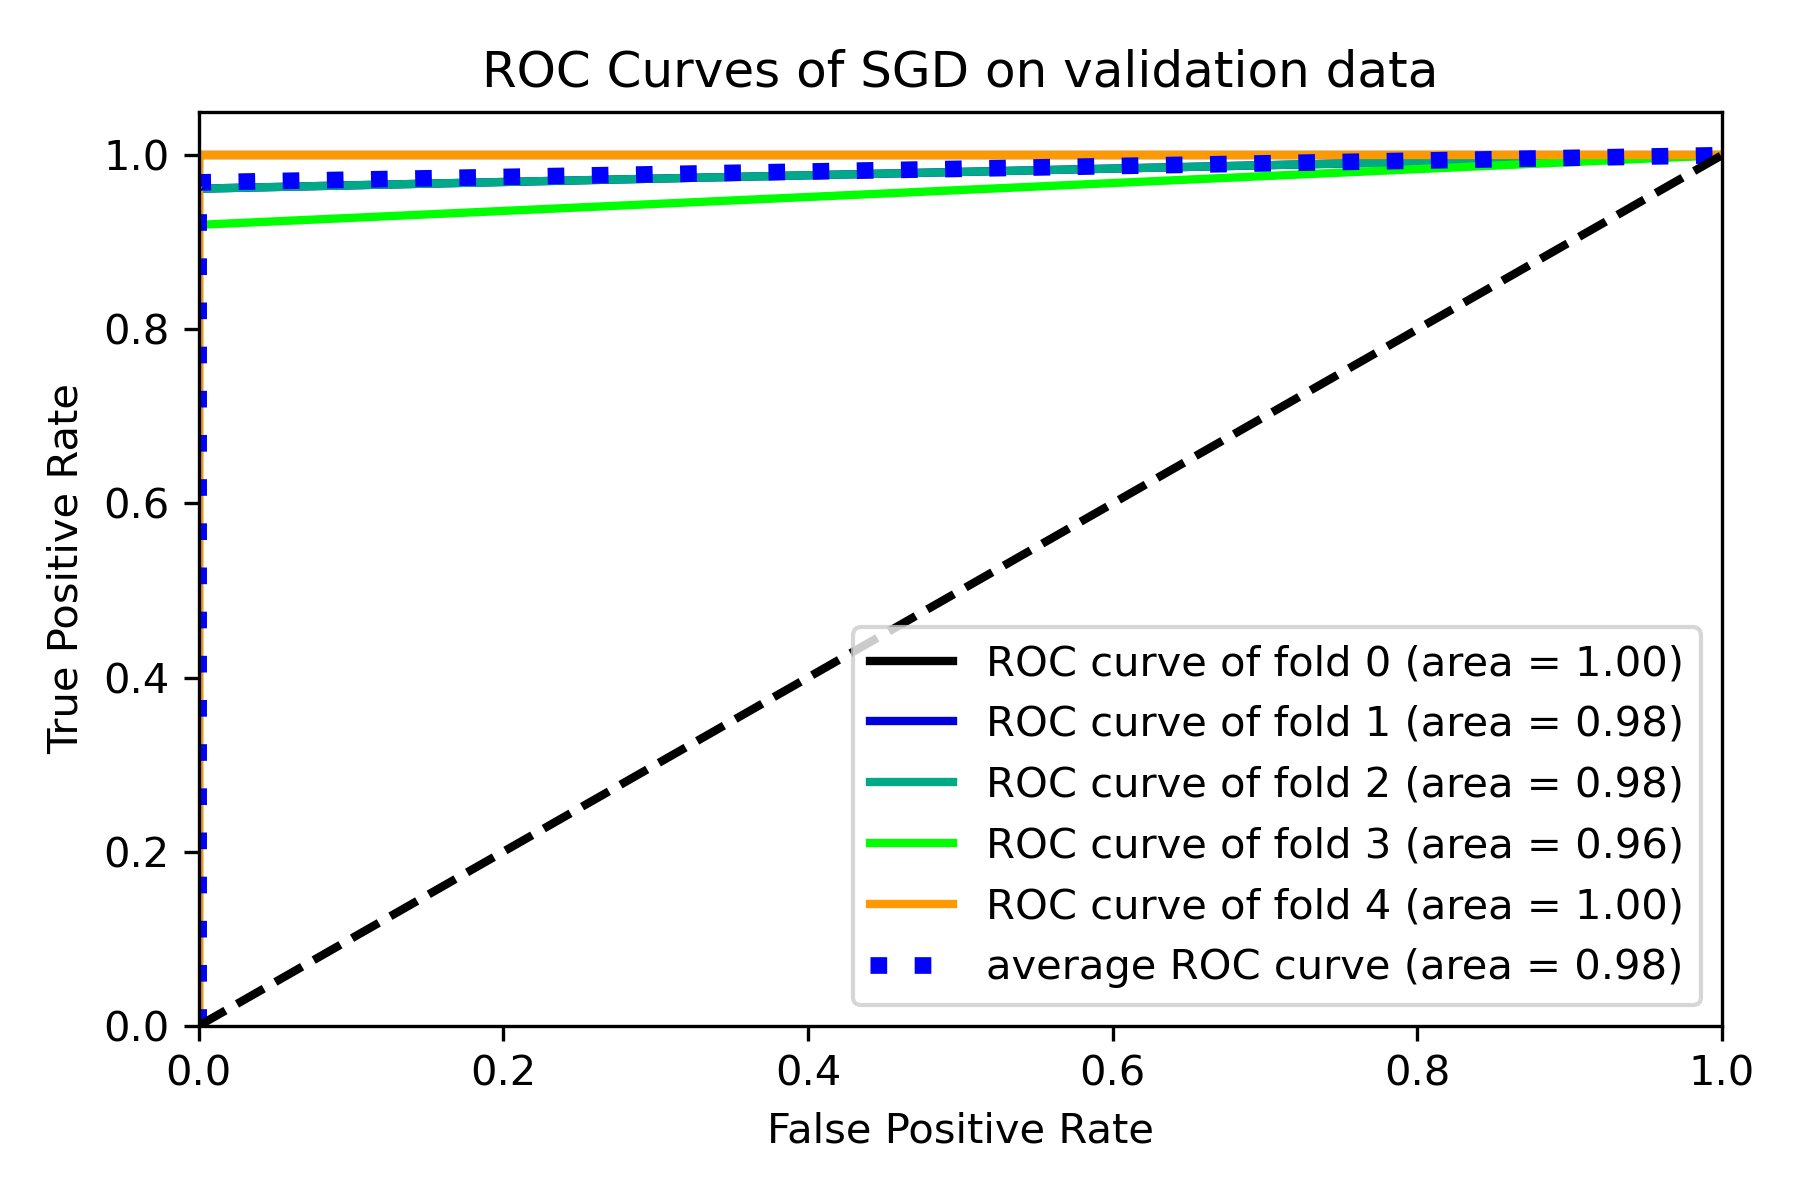 ROC Curves of SGD on validation data
True Positive Rate
1.0
0.8
0.6
0.4
0.2
0.0
ROC curve of fold 0 (area = 1.00)
ROC curve of fold 1 (area = 0.98)
ROC curve of fold 2 (area = 0.98)
ROC curve of fold 3 (area = 0.96)
ROC curve of fold 4 (area = 1.00)
average ROC curve (area = 0.98)
0.0 0.2 0.4 0.6 0.8 1.0
False Positive Rate